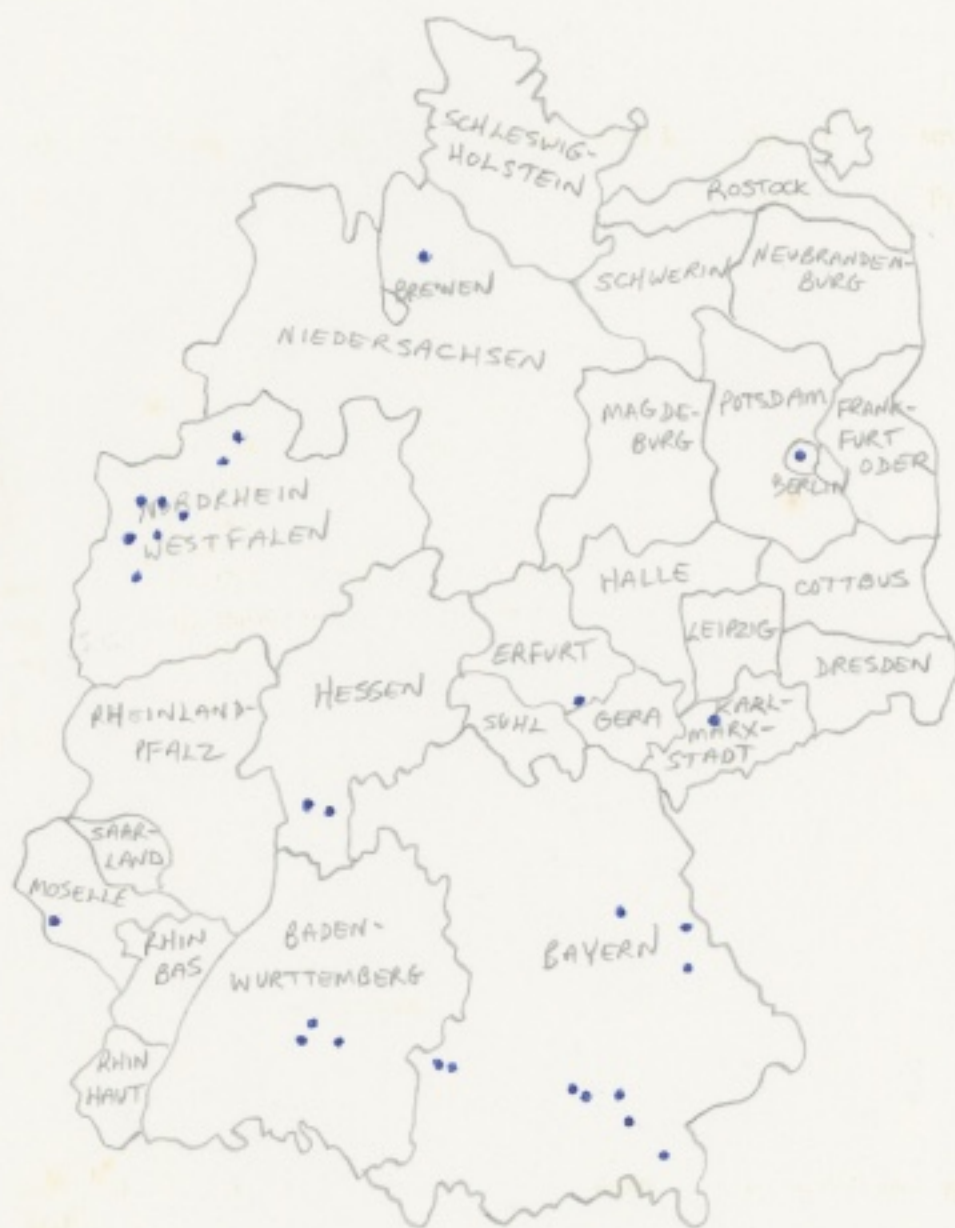 SCHLESWIG-
HOLSTEIN
ROSTOCK
SCHWERIN
NEUBRANDEN-
BURG
BREMEN
NIEDERSACHSEN
MAGDE-
BURG
POTSDAM
FRANK-
FURT
ODER
BERLIN
NORDRHEIN
WESTFALEN
HALLE
COTTBUS
LEIPZIG
ERFURT
DRESDEN
HESSEN
SUHL
GERA
KARL-
MARX-
STADT
RHEINLAND-
PFALZ
SAAR-
LAND
MOSELLE
RHIN
BAS
BADEN-
WURTTEMBERG
BAYERN
RHIN
HAUT